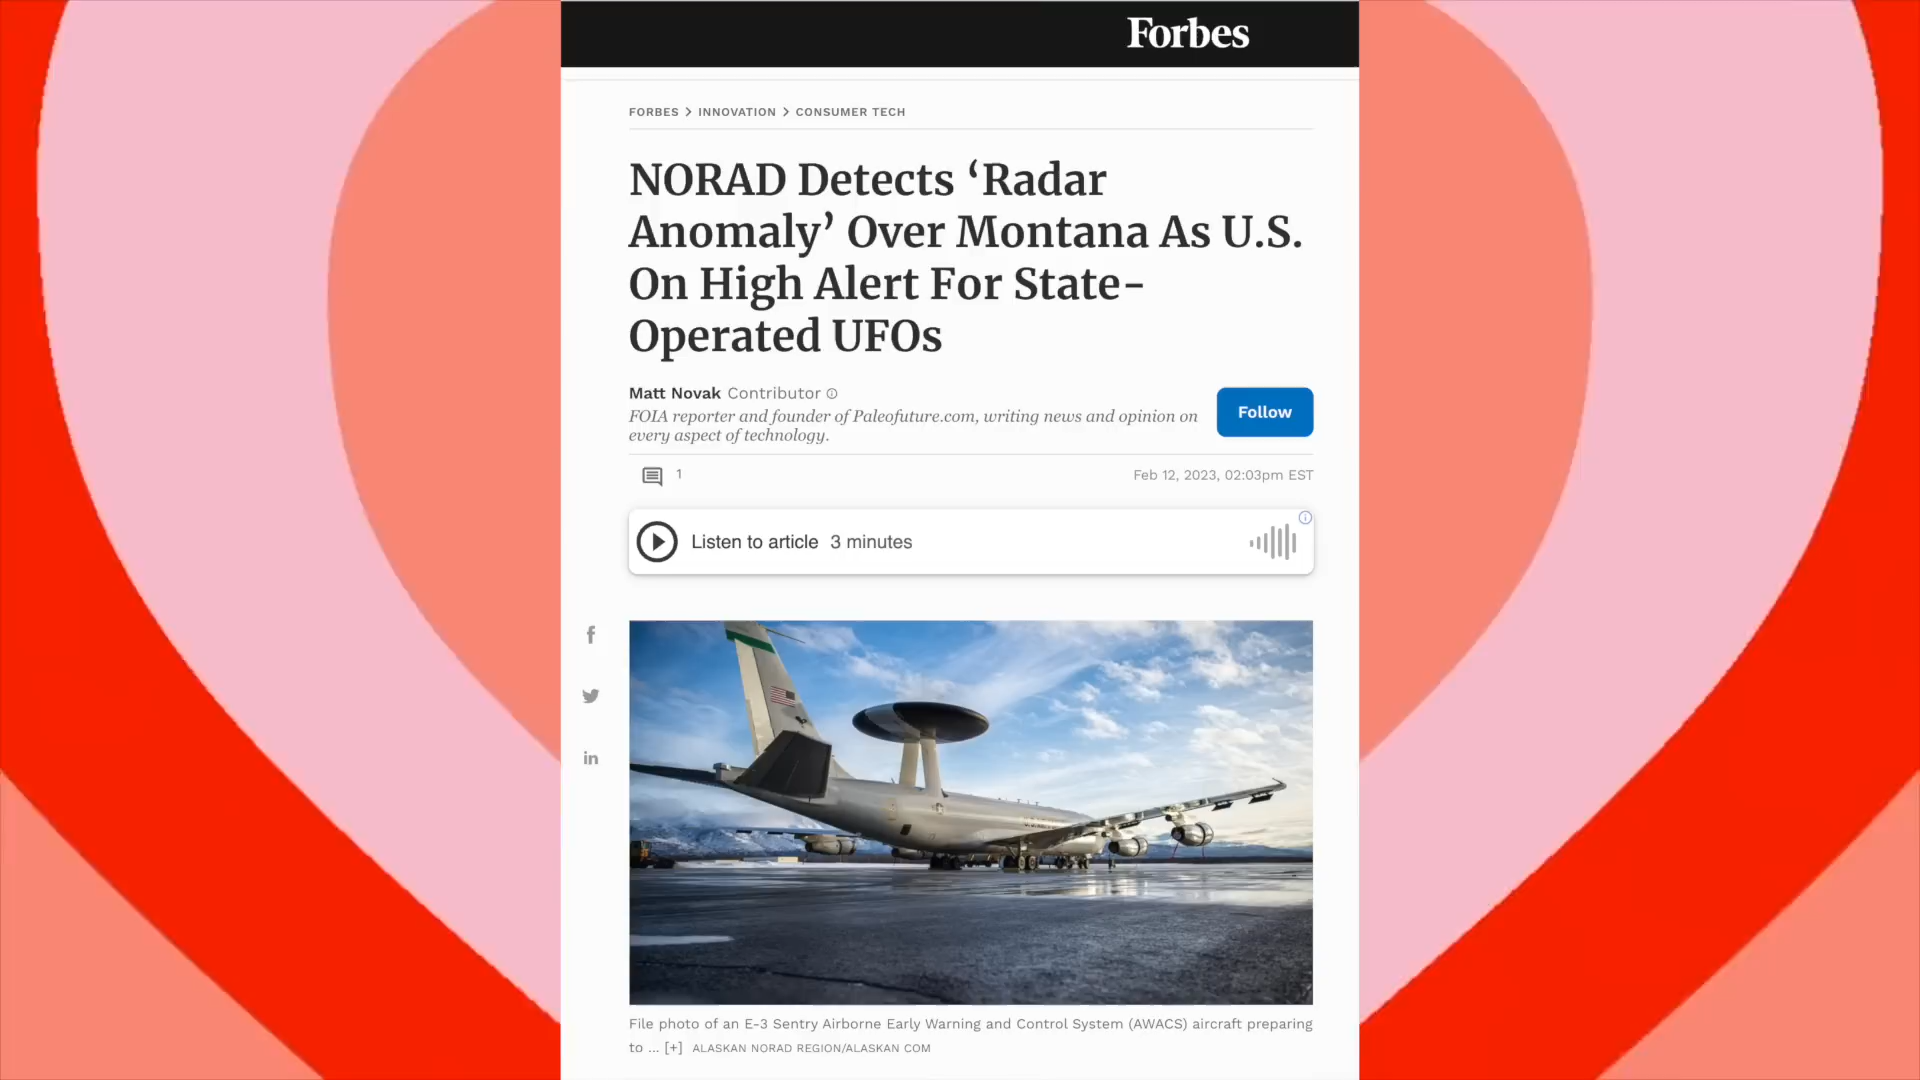 Forbes
FORBES > INNOVATION > CONSUMER TECH
NORAD Detects ‘Radar
Anomaly’ Over Montana As U.S.
On High Alert For State-
Operated UFOs
Matt Novak Contributor
FOIA reporter and founder of Paleofuture.com, writing news and opinion on
every aspect of technology.
Follow
1
Feb 12, 2023, 02:03pm EST
Listen to article 3 minutes
File photo of an E-3 Sentry Airborne Early Warning and Control System (AWACS) aircraft preparing
to ... [+] ALASKAN NORAD REGION/ALASKAN COM